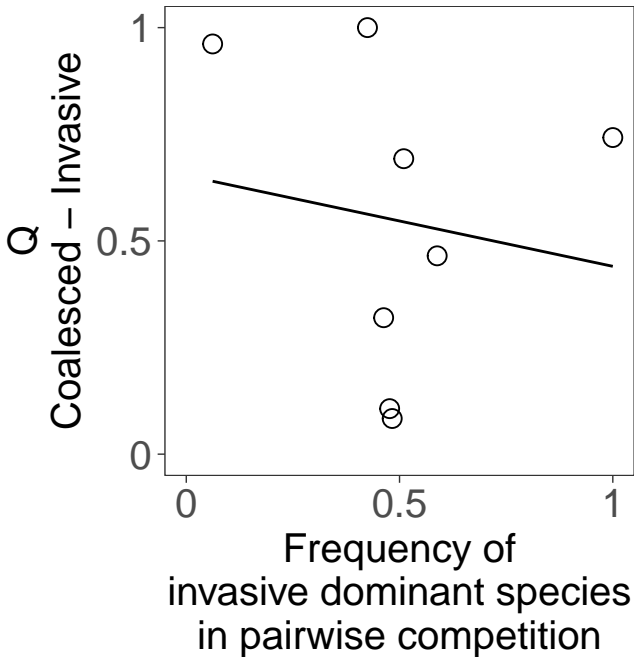 Q
Coalesced – Invasive
1
0.5
0
0
0.5
1
Frequency of
invasive dominant species
in pairwise competition